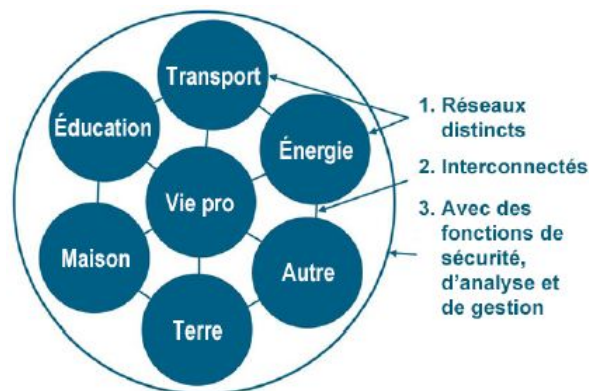 Transport
Éducation
Énergie
Vie pro
Maison
Autre
Terre
1. Réseaux
distincts
2. Interconnectés
3. Avec des
fonctions de
sécurité,
d'analyse et
de gestion